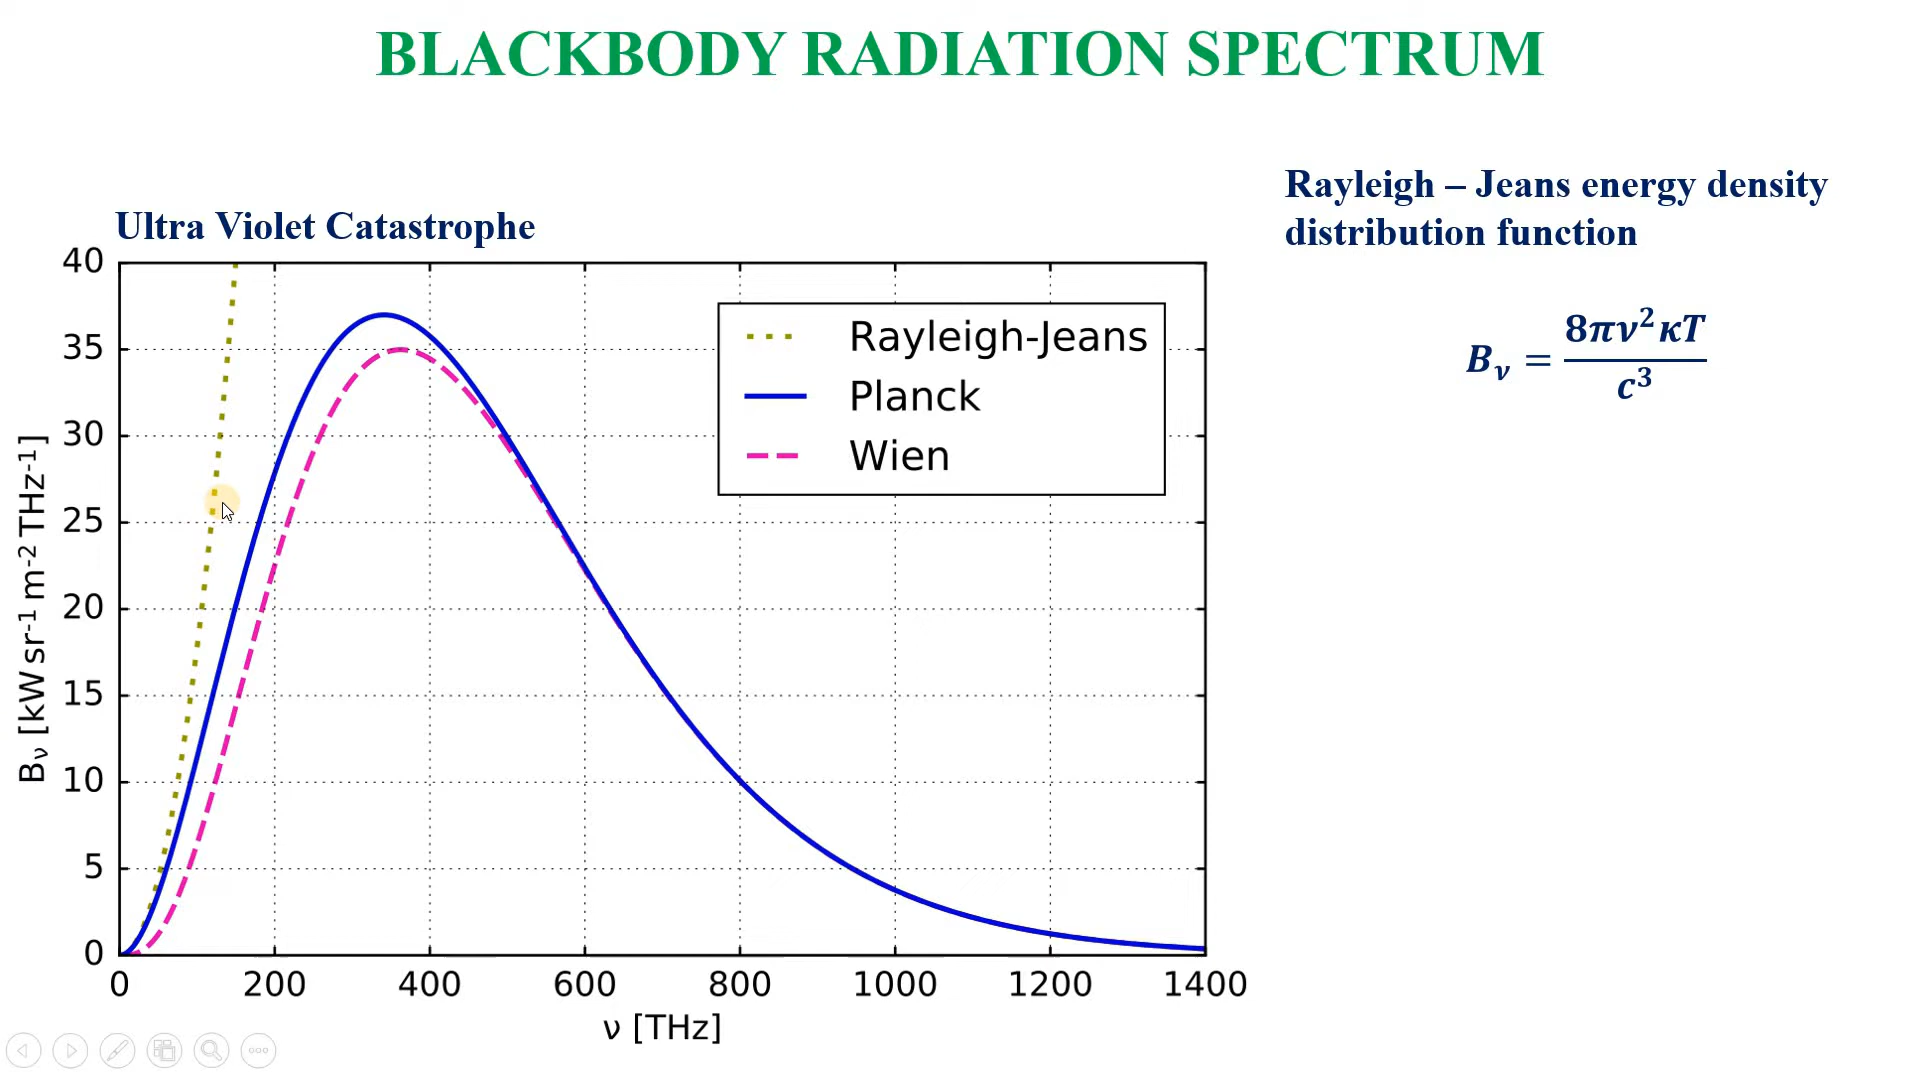 BLACKBODY RADIATION SPECTRUM
Rayleigh – Jeans energy density
distribution function
B_ν = 8πν²κT / c³
Ultra Violet Catastrophe
Rayleigh-Jeans
Planck
Wien
B_ν [kW sr⁻¹ m⁻² THz⁻¹]
40
35
30
25
20
15
10
5
0
0 200 400 600 800 1000 1200 1400
ν [THz]